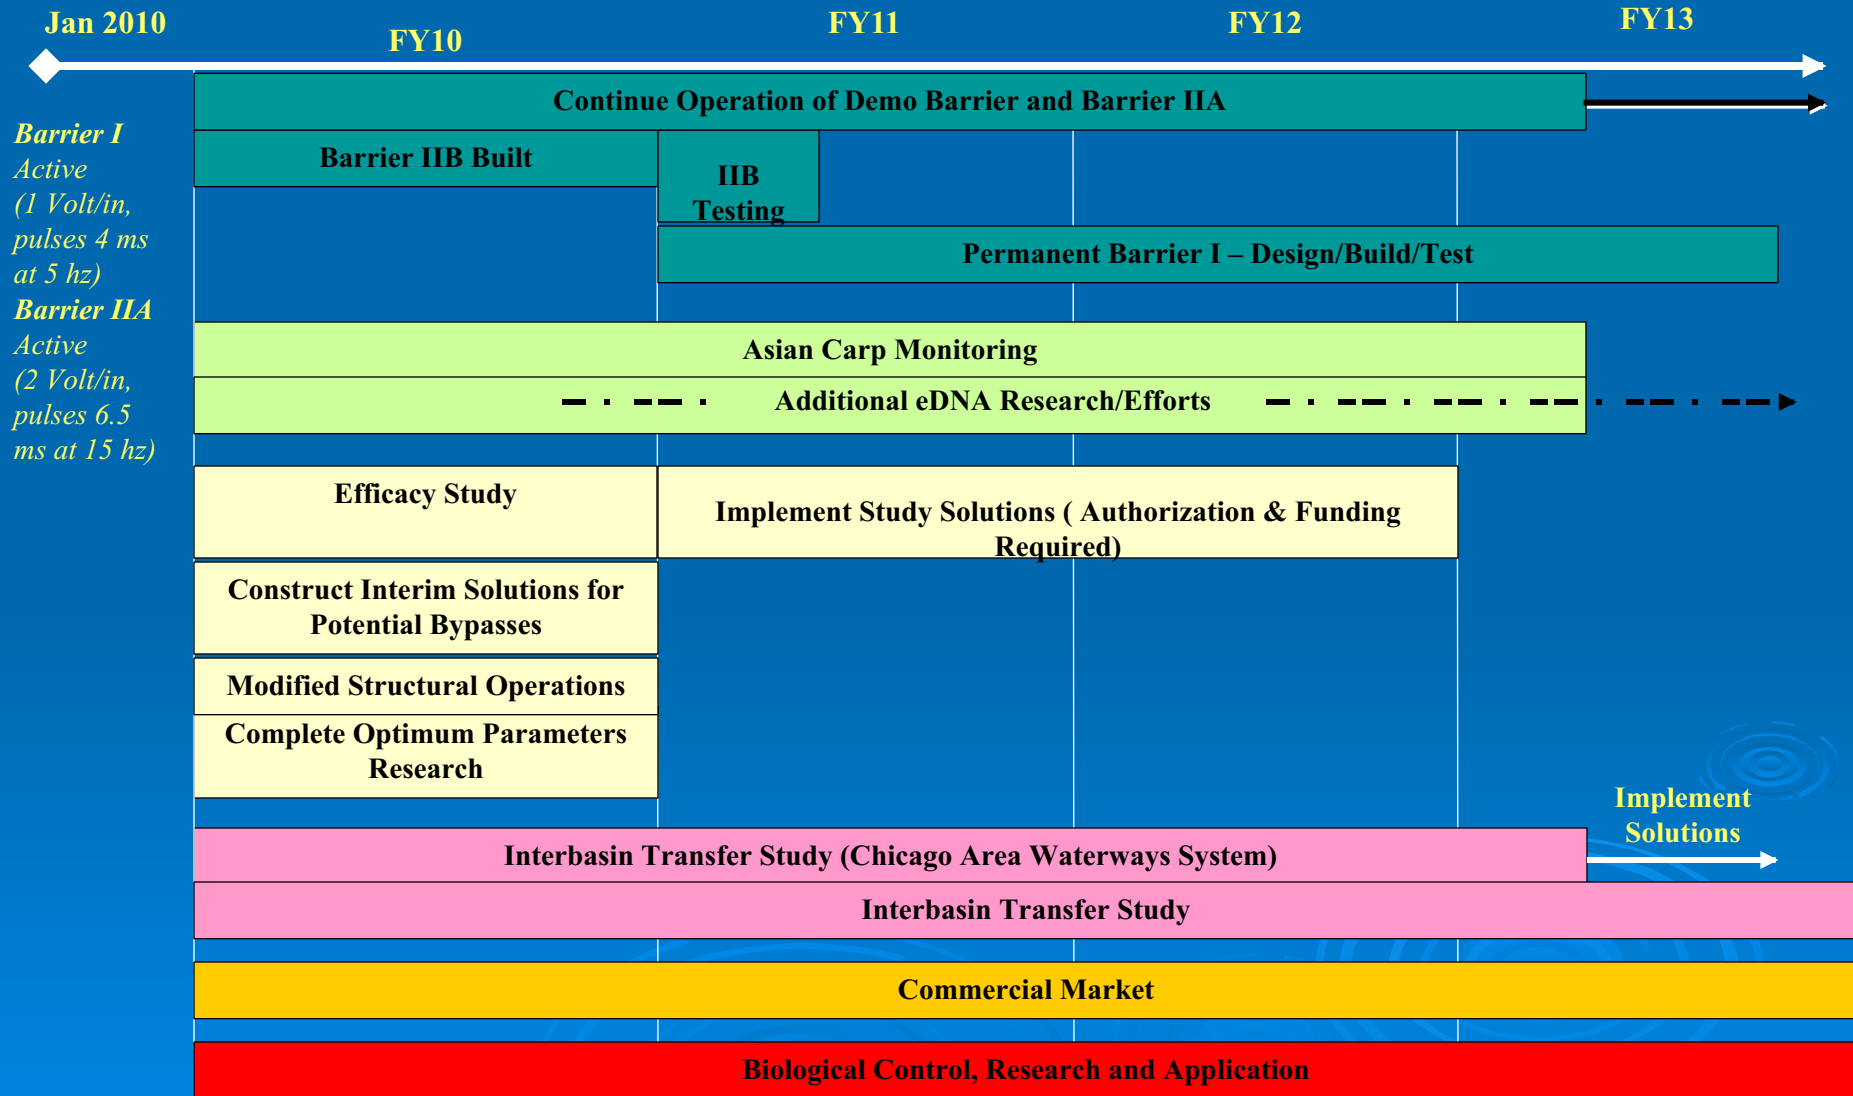 Jan 2010
FY10
FY11
FY12
FY13
Continue Operation of Demo Barrier and Barrier IIA
Barrier I
Active
(1 Volt/in,
pulses 4 ms
at 5 hz)
Barrier IIA
Active
(2 Volt/in,
pulses 6.5
ms at 15 hz)
Barrier IIB Built
IIB
Testing
Permanent Barrier I – Design/Build/Test
Asian Carp Monitoring
Additional eDNA Research/Efforts
Efficacy Study
Implement Study Solutions ( Authorization & Funding
Required)
Construct Interim Solutions for
Potential Bypasses
Modified Structural Operations
Complete Optimum Parameters
Research
Implement
Solutions
Interbasin Transfer Study (Chicago Area Waterways System)
Interbasin Transfer Study
Commercial Market
Biological Control, Research and Application